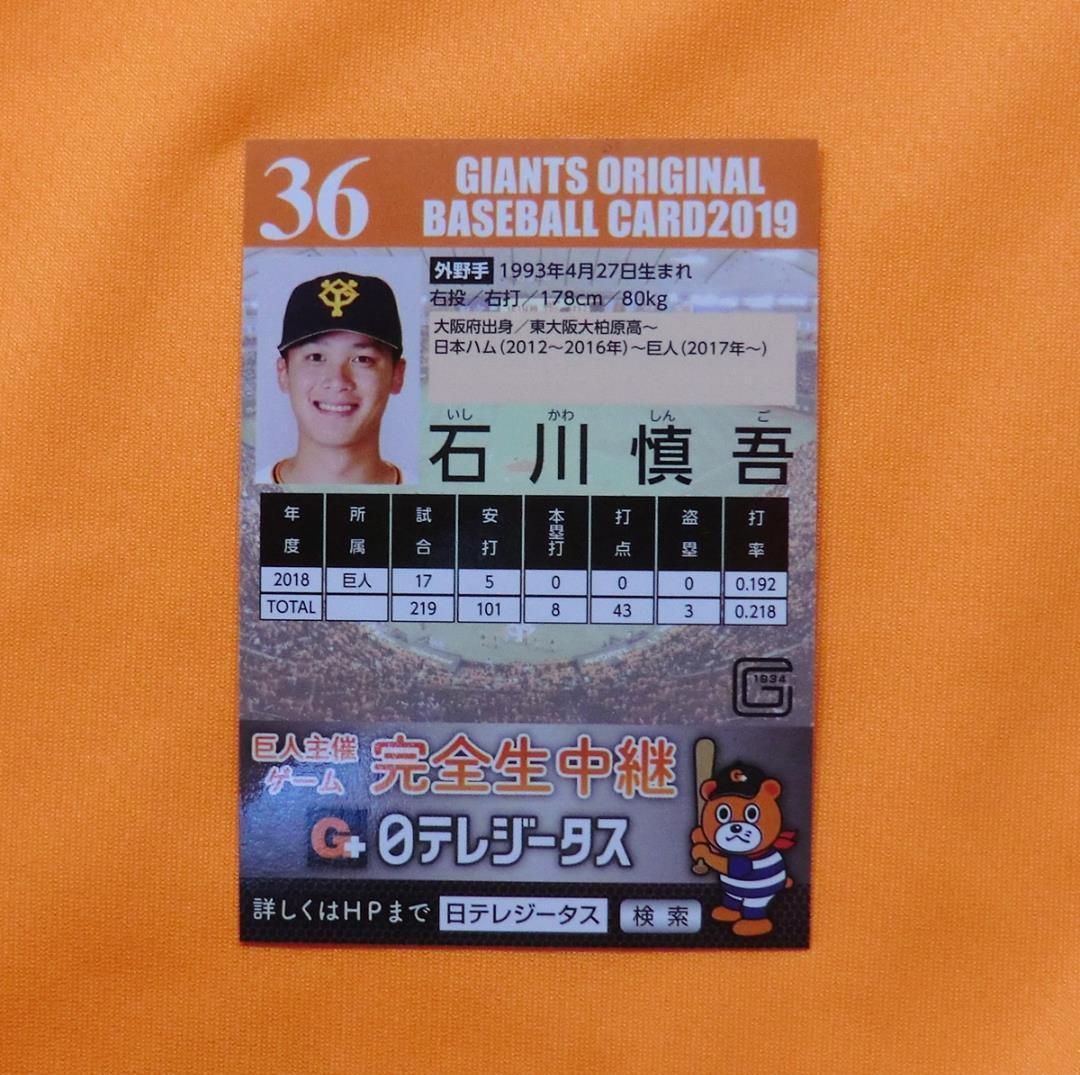 36
GIANTS ORIGINAL
BASEBALL CARD2019
外野手 1993年4月27日生まれ
右投／右打／178cm／80kg
大阪府出身／東大阪大柏原高～
日本ハム(2012～2016年)～巨人(2017年～)
いし かわ しん ご
石川慎吾
年度 所属 試合 安打 本塁打 打点 盗塁 打率
2018 巨人 17 5 0 0 0 0.192
TOTAL 219 101 8 43 3 0.218
1934
G
巨人主催
ゲーム
完全生中継
G+ 日テレジータス
詳しくはHPまで 日テレジータス 検索